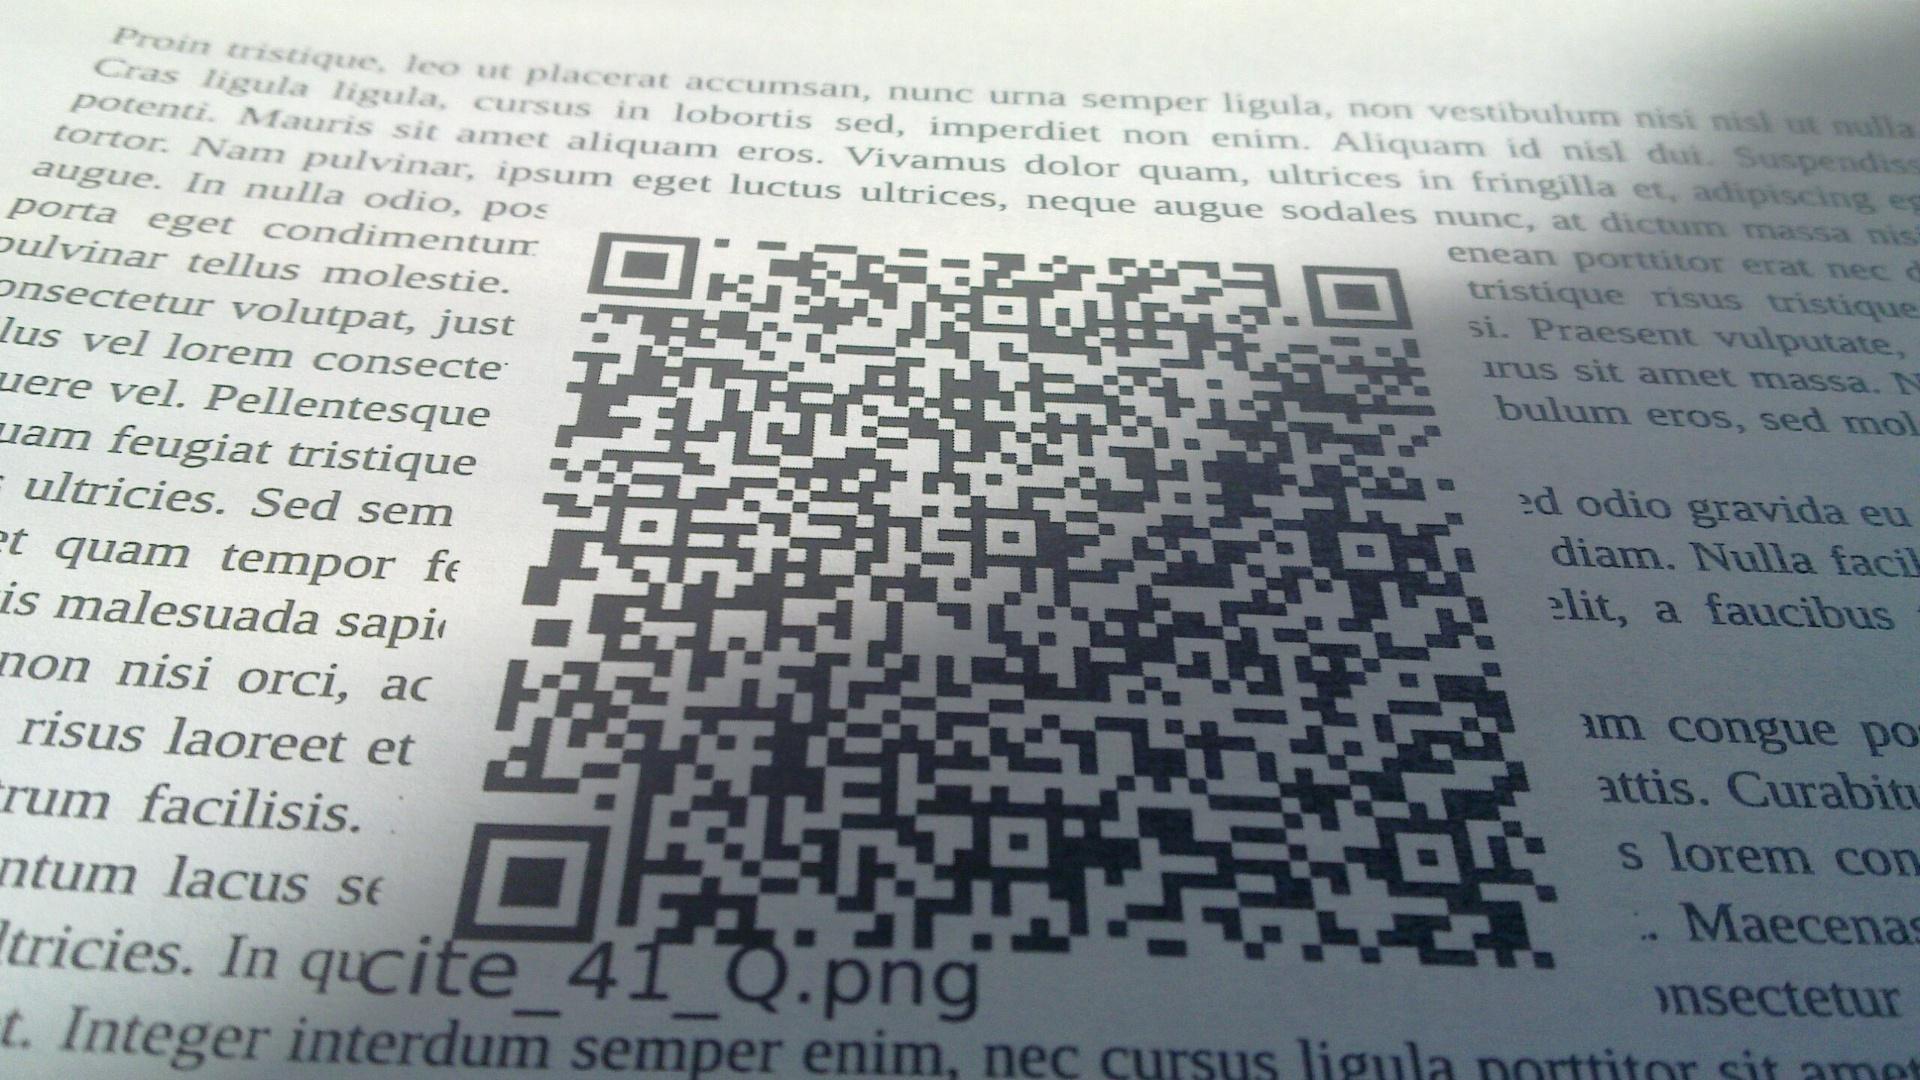 Proin tristique, leo ut placerat accumsan, nunc urna semper ligula, non vestibulum nisi nisl ut nulla
Cras ligula ligula, cursus in lobortis sed, imperdiet non enim. Aliquam id nisl dui. Suspendiss
potenti. Mauris sit amet aliquam eros. Vivamus dolor quam, ultrices in fringilla et, adipiscing eg
tortor. Nam pulvinar, ipsum eget luctus ultrices, neque augue sodales nunc, at dictum massa nisi
augue. In nulla odio, pos enean porttitor erat nec d
porta eget condimentum tristique risus tristique
pulvinar tellus molestie. si. Praesent vulputate,
onsectetur volutpat, just irus sit amet massa. N
lus vel lorem consecte bulum eros, sed mol
uere vel. Pellentesque
uam feugiat tristique ed odio gravida eu
ultricies. Sed sem diam. Nulla facil
et quam tempor fe elit, a faucibus
is malesuada sapi
non nisi orci, ac am congue po
risus laoreet et attis. Curabitu
rum facilisis. s lorem con
ntum lacus se . Maecenas
ltricies. In qu onsectetur
cite_41_Q.png
t. Integer interdum semper enim, nec cursus ligula porttitor sit amet